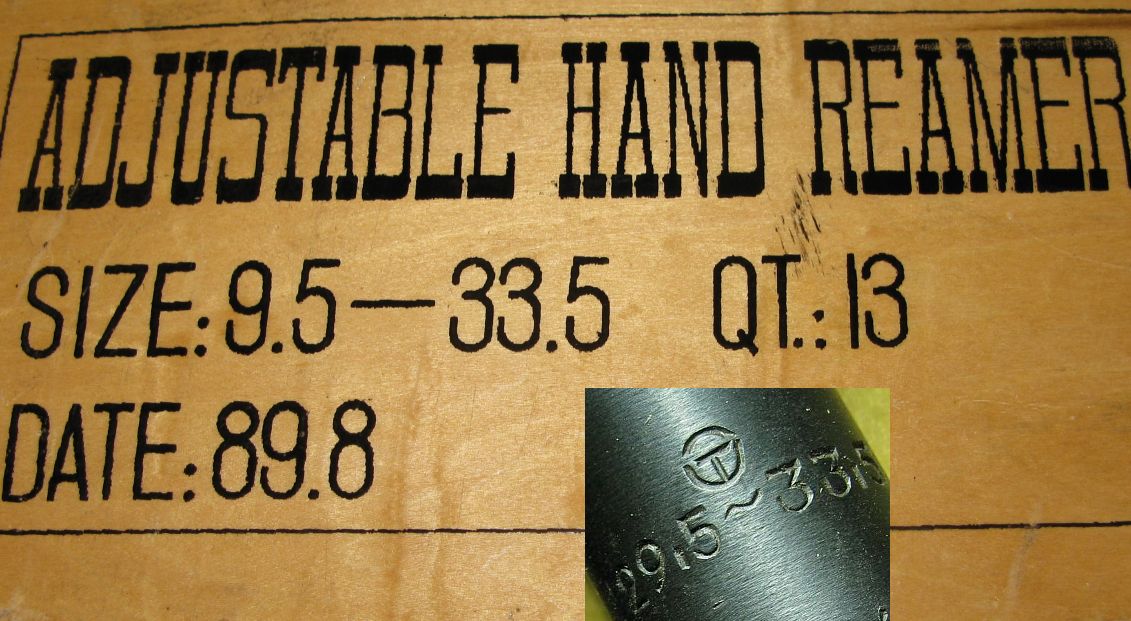 ADJUSTABLE HAND REAMER
SIZE: 9.5—33.5 QT.: 13
DATE: 89.8
29,5~33,5